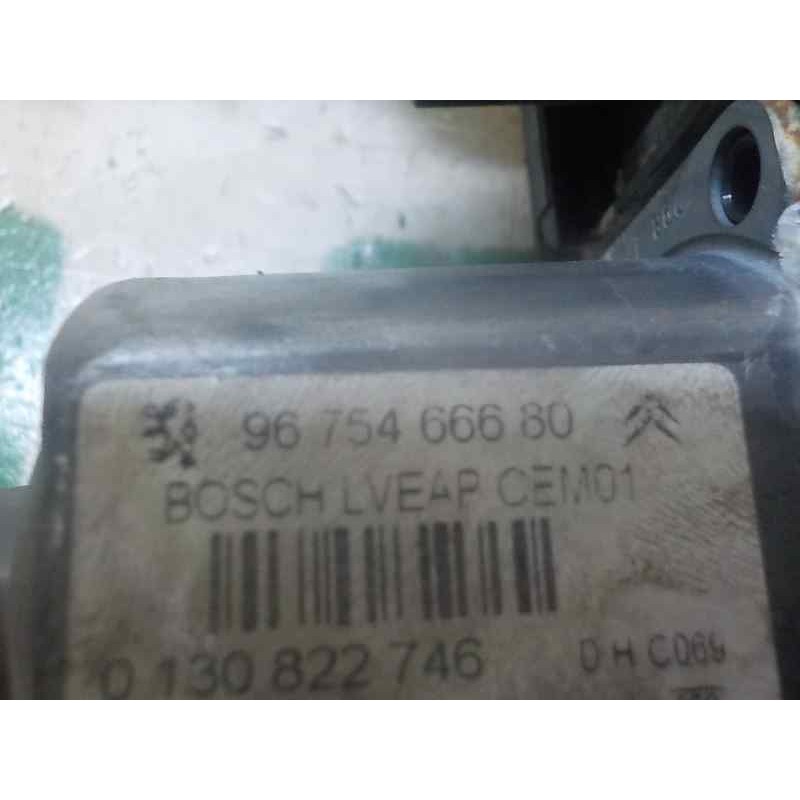 96 754 666 80
BOSCH LVEAP CEM01
0 130 822 746
0 H C069